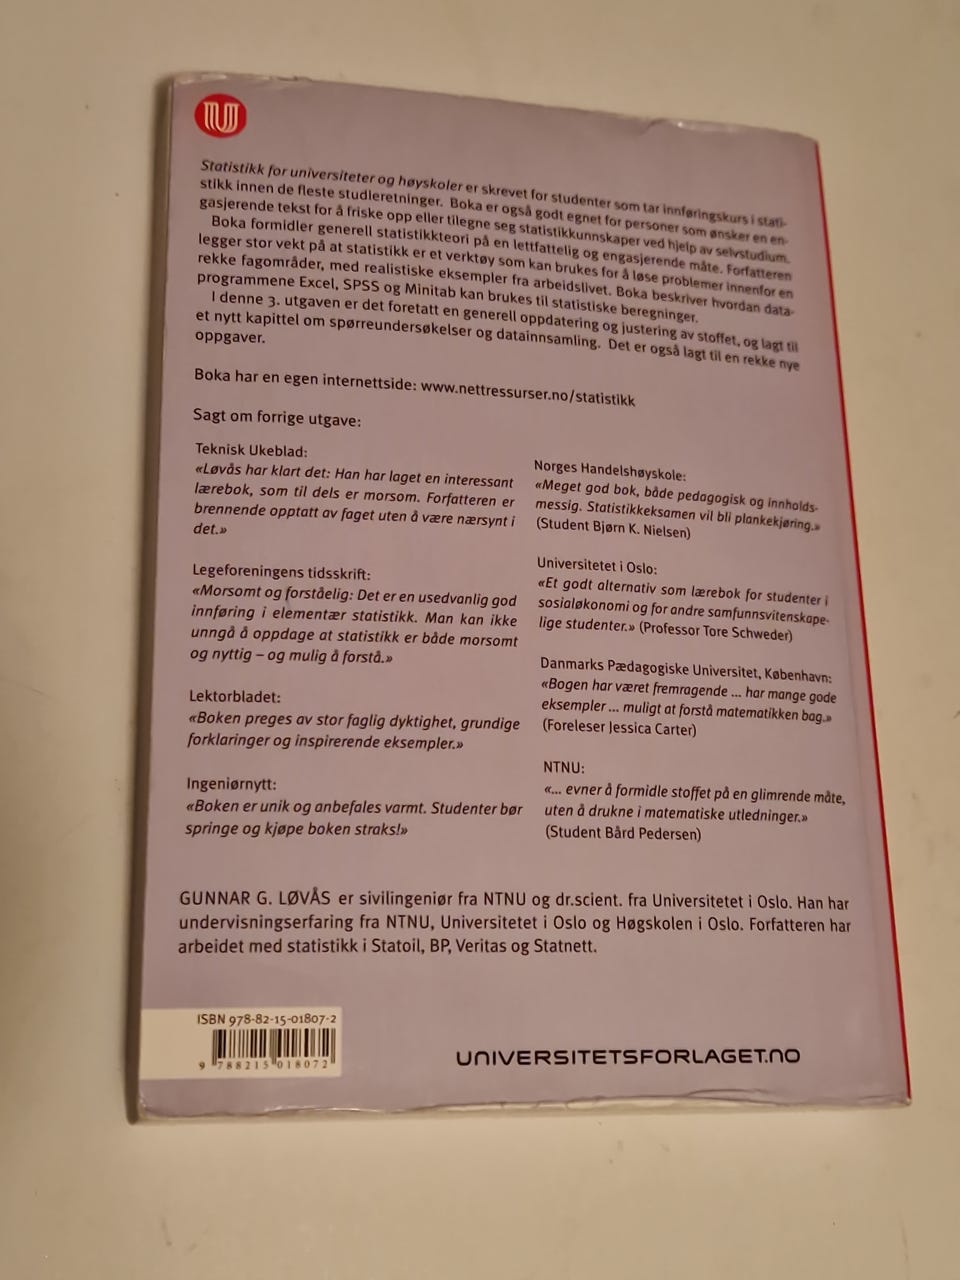 Statistikk for universiteter og høyskoler er skrevet for studenter som tar innføringskurs i stati-
stikk innen de fleste studieretninger. Boka er også godt egnet for personer som ønsker en en-
gasjerende tekst for å friske opp eller tilegne seg statistikkunnskaper ved hjelp av selvstudium.
Boka formidler generell statistikkteori på en lettfattelig og engasjerende måte. Forfatteren
legger stor vekt på at statistikk er et verktøy som kan brukes for å løse problemer innenfor en
rekke fagområder, med realistiske eksempler fra arbeidslivet. Boka beskriver hvordan data-
programmene Excel, SPSS og Minitab kan brukes til statistiske beregninger.
I denne 3. utgaven er det foretatt en generell oppdatering og justering av stoffet, og lagt til
et nytt kapittel om spørreundersøkelser og datainnsamling. Det er også lagt til en rekke nye
oppgaver.
Boka har en egen internettside: www.nettressurser.no/statistikk
Sagt om forrige utgave:
Teknisk Ukeblad:
«Løvås har klart det: Han har laget en interessant
lærebok, som til dels er morsom. Forfatteren er
brennende opptatt av faget uten å være nærsynt i
det.»
Legeforeningens tidsskrift:
«Morsomt og forståelig: Det er en usedvanlig god
innføring i elementær statistikk. Man kan ikke
unngå å oppdage at statistikk er både morsomt
og nyttig – og mulig å forstå.»
Lektorbladet:
«Boken preges av stor faglig dyktighet, grundige
forklaringer og inspirerende eksempler.»
Ingeniørnytt:
«Boken er unik og anbefales varmt. Studenter bør
springe og kjøpe boken straks!»
Norges Handelshøyskole:
«Meget god bok, både pedagogisk og innholds-
messig. Statistikkeksamen vil bli plankekjøring.»
(Student Bjørn K. Nielsen)
Universitetet i Oslo:
«Et godt alternativ som lærebok for studenter i
sosialøkonomi og for andre samfunnsvitenskape-
lige studenter.» (Professor Tore Schweder)
Danmarks Pædagogiske Universitet, København:
«Bogen har været fremragende ... har mange gode
eksempler ... muligt at forstå matematikken bag.»
(Foreleser Jessica Carter)
NTNU:
«... evner å formidle stoffet på en glimrende måte,
uten å drukne i matematiske utledninger.»
(Student Bård Pedersen)
GUNNAR G. LØVÅS er sivilingeniør fra NTNU og dr.scient. fra Universitetet i Oslo. Han har
undervisningserfaring fra NTNU, Universitetet i Oslo og Høgskolen i Oslo. Forfatteren har
arbeidet med statistikk i Statoil, BP, Veritas og Statnett.
ISBN 978-82-15-01807-2
9 788215 018072
UNIVERSITETSFORLAGET.NO